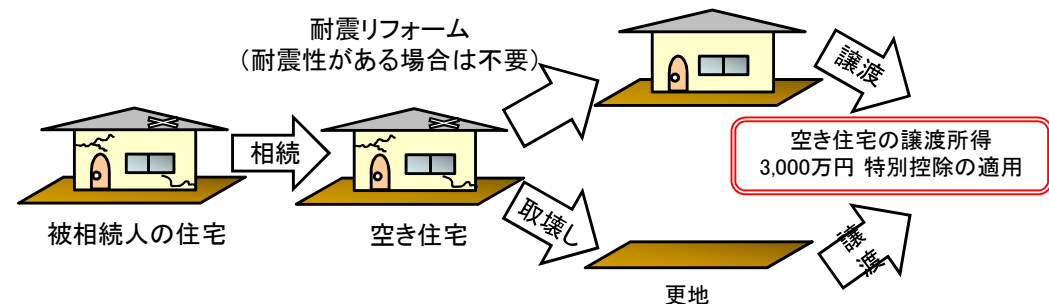 耐震リフォーム
（耐震性がある場合は不要）
譲渡
相続
空き住宅の譲渡所得
3,000万円 特別控除の適用
被相続人の住宅
空き住宅
取壊し
譲渡
更地